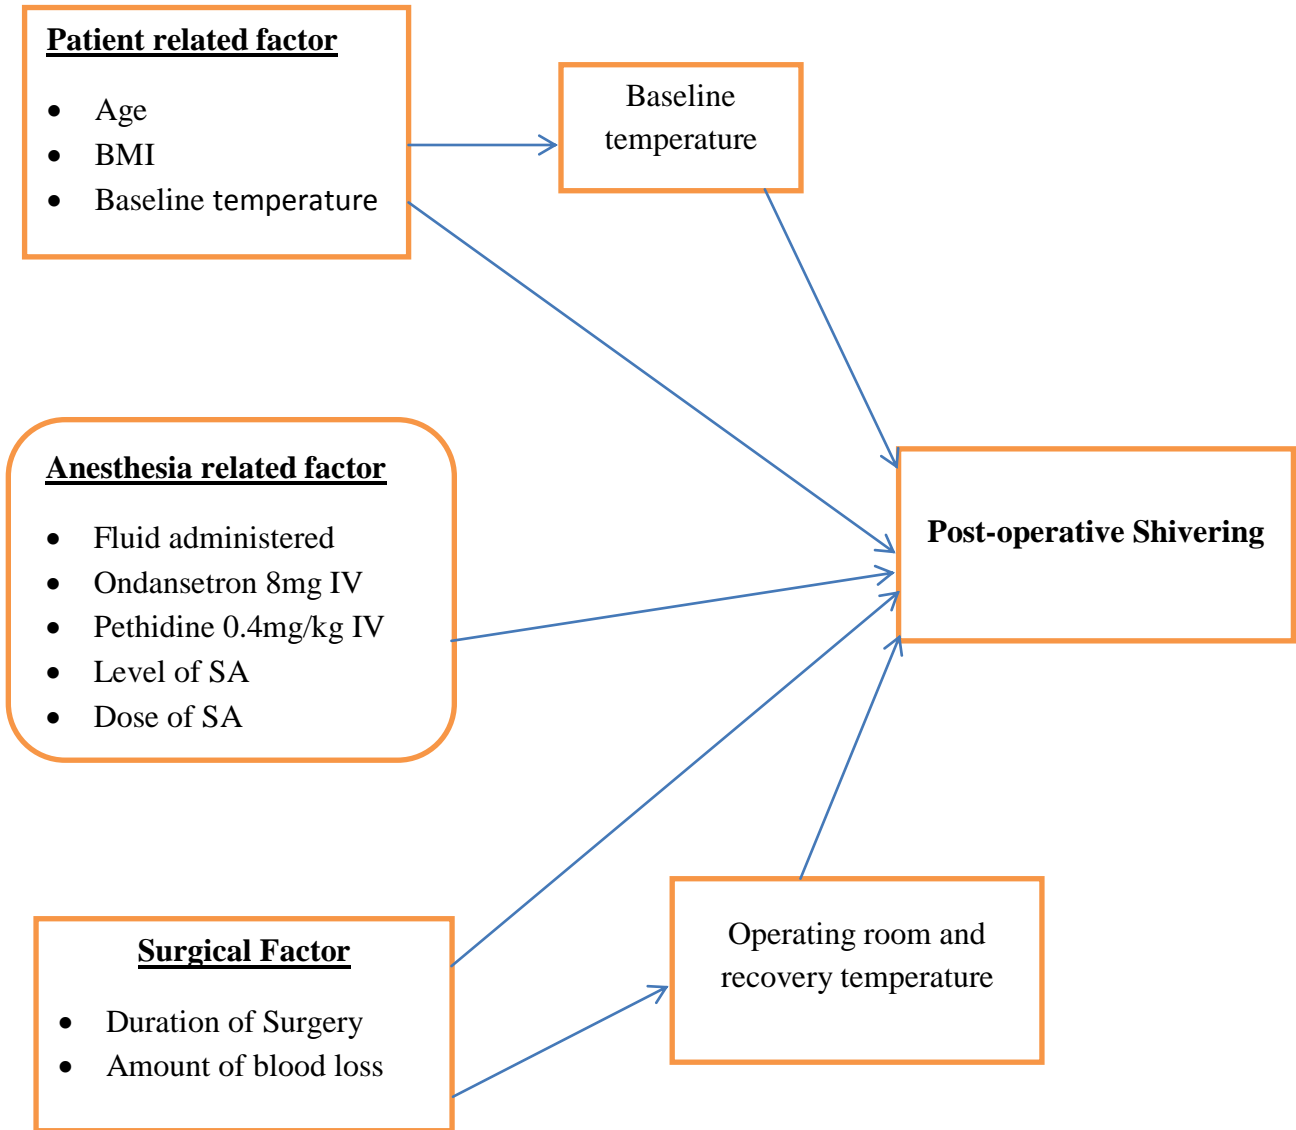 Patient related factor
• Age
• BMI
• Baseline temperature
Baseline
temperature
Anesthesia related factor
• Fluid administered
• Ondansetron 8mg IV
• Pethidine 0.4mg/kg IV
• Level of SA
• Dose of SA
Post-operative Shivering
Surgical Factor
• Duration of Surgery
• Amount of blood loss
Operating room and
recovery temperature